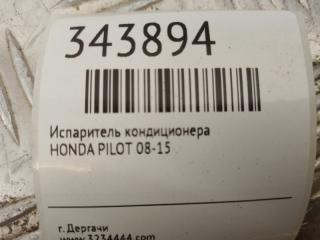 343894
Испаритель кондиционера
HONDA PILOT 08-15
г. Дергачи
www.3234444.com